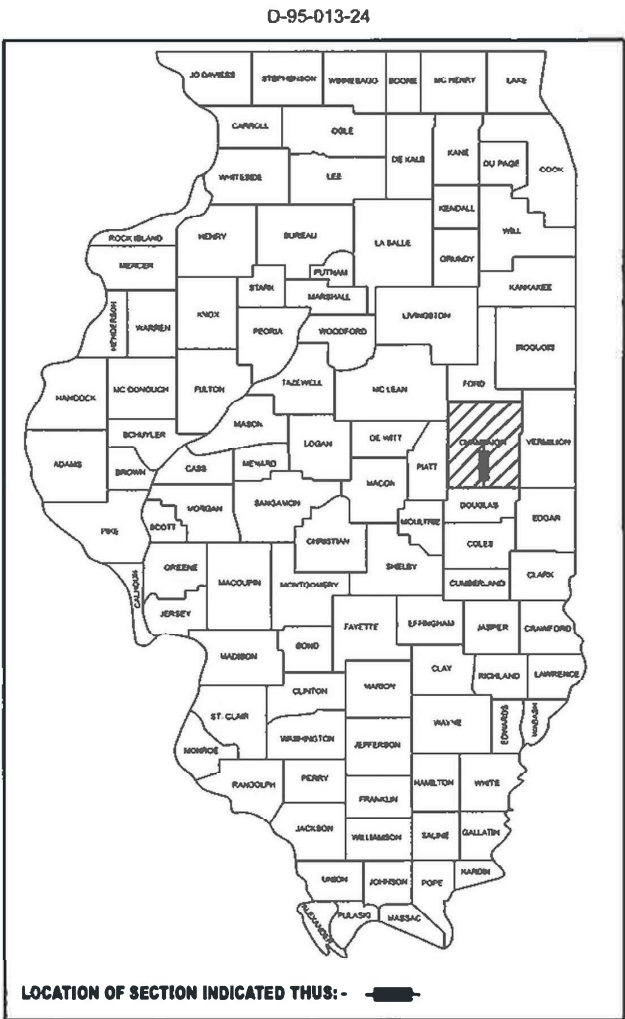 D-95-013-24
JO DAVIESS STEPHENSON WINNEBAGO BOONE MC HENRY LAKE
CARROLL OGLE
DE KALB KANE DU PAGE COOK
WHITESIDE LEE
KENDALL
ROCK ISLAND HENRY BUREAU LA SALLE WILL
GRUNDY
MERCER PUTNAM
STARK MARSHALL KANKAKEE
HENDERSON WARREN KNOX PEORIA WOODFORD LIVINGSTON
IROQUOIS
HANCOCK MC DONOUGH FULTON TAZEWELL MC LEAN FORD
MASON
SCHUYLER LOGAN DE WITT CHAMPAIGN VERMILION
ADAMS BROWN CASS MENARD PIATT
MACON
PIKE SCOTT MORGAN SANGAMON MOULTRIE DOUGLAS EDGAR
CHRISTIAN COLES
CALHOUN GREENE MACOUPIN MONTGOMERY SHELBY CUMBERLAND CLARK
JERSEY
MADISON BOND FAYETTE EFFINGHAM JASPER CRAWFORD
CLAY
CLINTON MARION RICHLAND LAWRENCE
ST. CLAIR WAYNE EDWARDS WABASH
MONROE WASHINGTON JEFFERSON
RANDOLPH PERRY HAMILTON WHITE
FRANKLIN
JACKSON WILLIAMSON SALINE GALLATIN
UNION JOHNSON POPE HARDIN
ALEXANDER PULASKI MASSAC
LOCATION OF SECTION INDICATED THUS: -